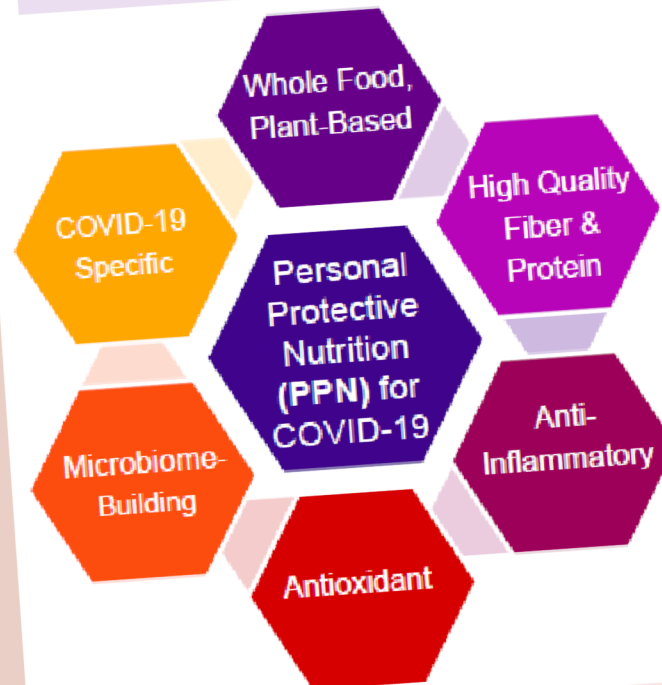 Whole Food,
Plant-Based
High Quality
Fiber &
Protein
COVID-19
Specific
Personal
Protective
Nutrition
(PPN) for
COVID-19
Anti-
Inflammatory
Microbiome-
Building
Antioxidant